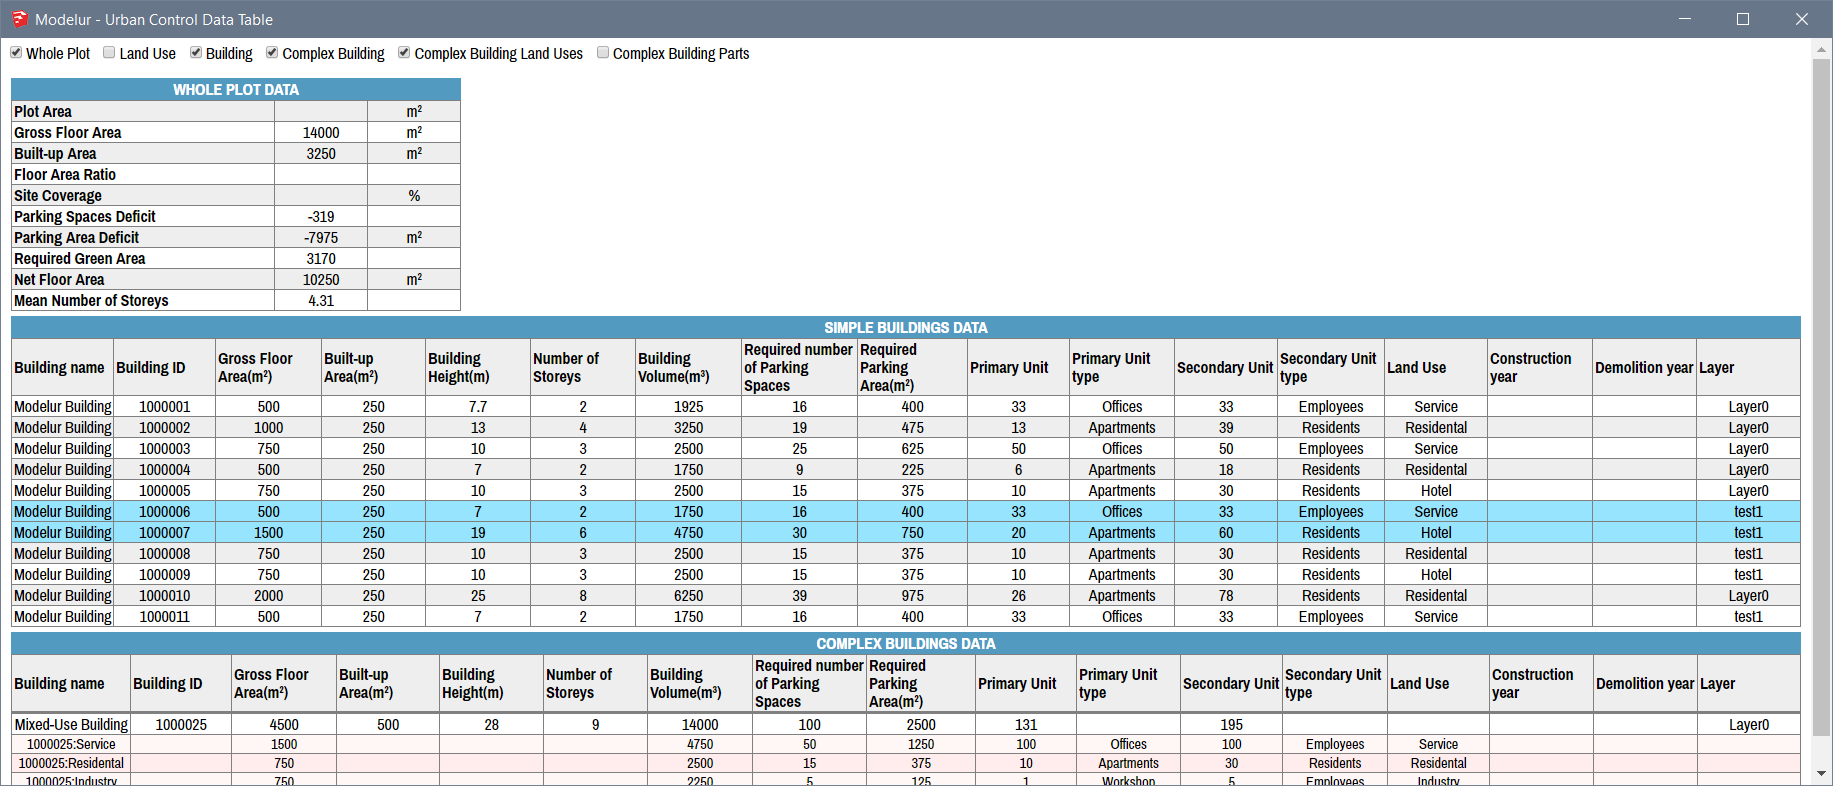 Modelur - Urban Control Data Table
Whole Plot Land Use Building Complex Building Complex Building Land Uses Complex Building Parts
WHOLE PLOT DATA
Plot Area m²
Gross Floor Area 14000 m²
Built-up Area 3250 m²
Floor Area Ratio
Site Coverage %
Parking Spaces Deficit -319
Parking Area Deficit -7975 m²
Required Green Area 3170
Net Floor Area 10250 m²
Mean Number of Storeys 4.31
SIMPLE BUILDINGS DATA
Building name Building ID Gross Floor Area(m²) Built-up Area(m²) Building Height(m) Number of Storeys Building Volume(m³) Required number of Parking Spaces Required Parking Area(m²) Primary Unit Primary Unit type Secondary Unit Secondary Unit type Land Use Construction year Demolition year Layer
Modelur Building 1000001 500 250 7.7 2 1925 16 400 33 Offices 33 Employees Service Layer0
Modelur Building 1000002 1000 250 13 4 3250 19 475 13 Apartments 39 Residents Residental Layer0
Modelur Building 1000003 750 250 10 3 2500 25 625 50 Offices 50 Employees Service Layer0
Modelur Building 1000004 500 250 7 2 1750 9 225 6 Apartments 18 Residents Residental Layer0
Modelur Building 1000005 750 250 10 3 2500 15 375 10 Apartments 30 Residents Hotel Layer0
Modelur Building 1000006 500 250 7 2 1750 16 400 33 Offices 33 Employees Service test1
Modelur Building 1000007 1500 250 19 6 4750 30 750 20 Apartments 60 Residents Hotel test1
Modelur Building 1000008 750 250 10 3 2500 15 375 10 Apartments 30 Residents Residental test1
Modelur Building 1000009 750 250 10 3 2500 15 375 10 Apartments 30 Residents Hotel test1
Modelur Building 1000010 2000 250 25 8 6250 39 975 26 Apartments 78 Residents Residental Layer0
Modelur Building 1000011 500 250 7 2 1750 16 400 33 Offices 33 Employees Service test1
COMPLEX BUILDINGS DATA
Building name Building ID Gross Floor Area(m²) Built-up Area(m²) Building Height(m) Number of Storeys Building Volume(m³) Required number of Parking Spaces Required Parking Area(m²) Primary Unit Primary Unit type Secondary Unit Secondary Unit type Land Use Construction year Demolition year Layer
Mixed-Use Building 1000025 4500 500 28 9 14000 100 2500 131 195 Layer0
1000025:Service 1500 4750 50 1250 100 Offices 100 Employees Service
1000025:Residental 750 2500 15 375 10 Apartments 30 Residents Residental
1000025:Industry 750 2250 5 125 1 Workshop 5 Employees Industry